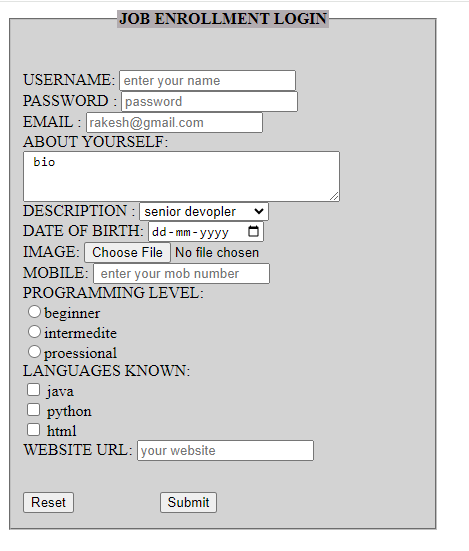 JOB ENROLLMENT LOGIN
USERNAME: enter your name
PASSWORD : password
EMAIL : rakesh@gmail.com
ABOUT YOURSELF:
bio
DESCRIPTION : senior devopler
DATE OF BIRTH: dd-mm-yyyy
IMAGE: Choose File No file chosen
MOBILE: enter your mob number
PROGRAMMING LEVEL:
beginner
intermedite
proessional
LANGUAGES KNOWN:
java
python
html
WEBSITE URL: your website
Reset Submit